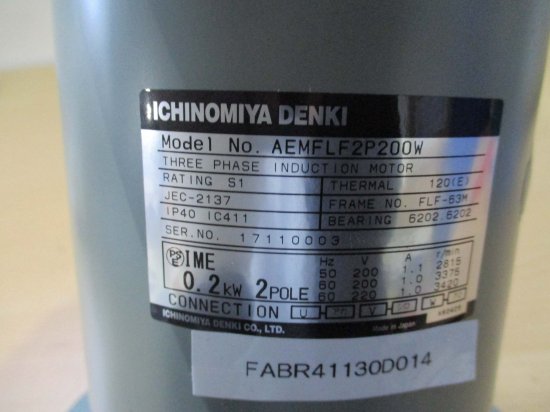 ICHINOMIYA DENKI
Model No. AEMFLF2P200W
THREE PHASE INDUCTION MOTOR
RATING S1 THERMAL 120(E)
JEC-2137 FRAME NO. FLF-63M
IP40 IC411 BEARING 6202.6202
SER.NO. 17110003
PSE IME Hz V A r/min
0.2kW 2POLE 50 200 1.1 2815
60 200 1.0 3375
60 220 1.0 3420
CONNECTION U V W
ICHINOMIYA DENKI CO., LTD. Made in Japan
FABR41130D014